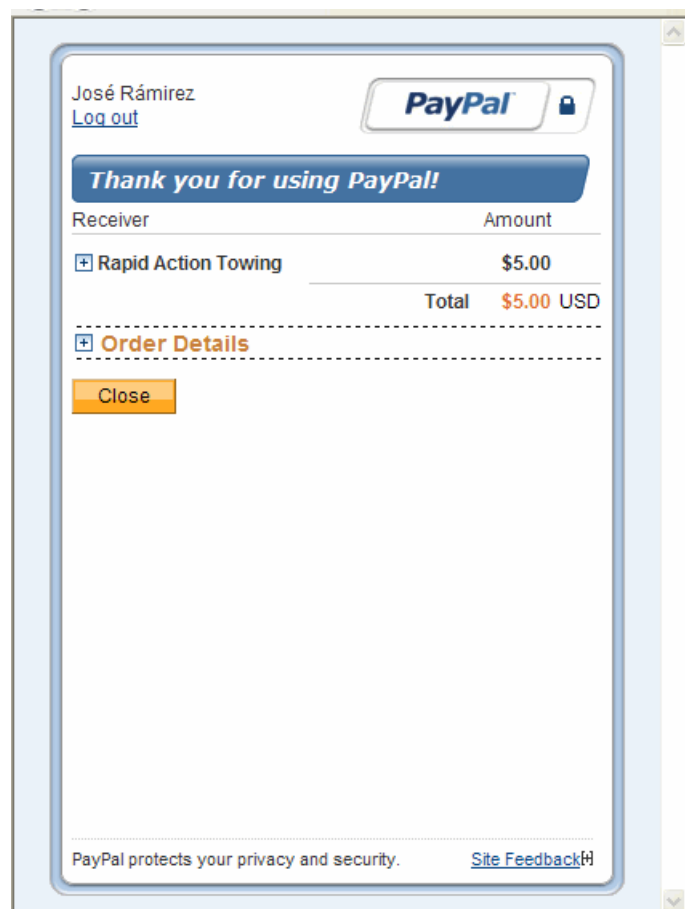 José Rámirez
Log out
PayPal
Thank you for using PayPal!
Receiver Amount
Rapid Action Towing $5.00
Total $5.00 USD
Order Details
Close
PayPal protects your privacy and security. Site Feedback[+]